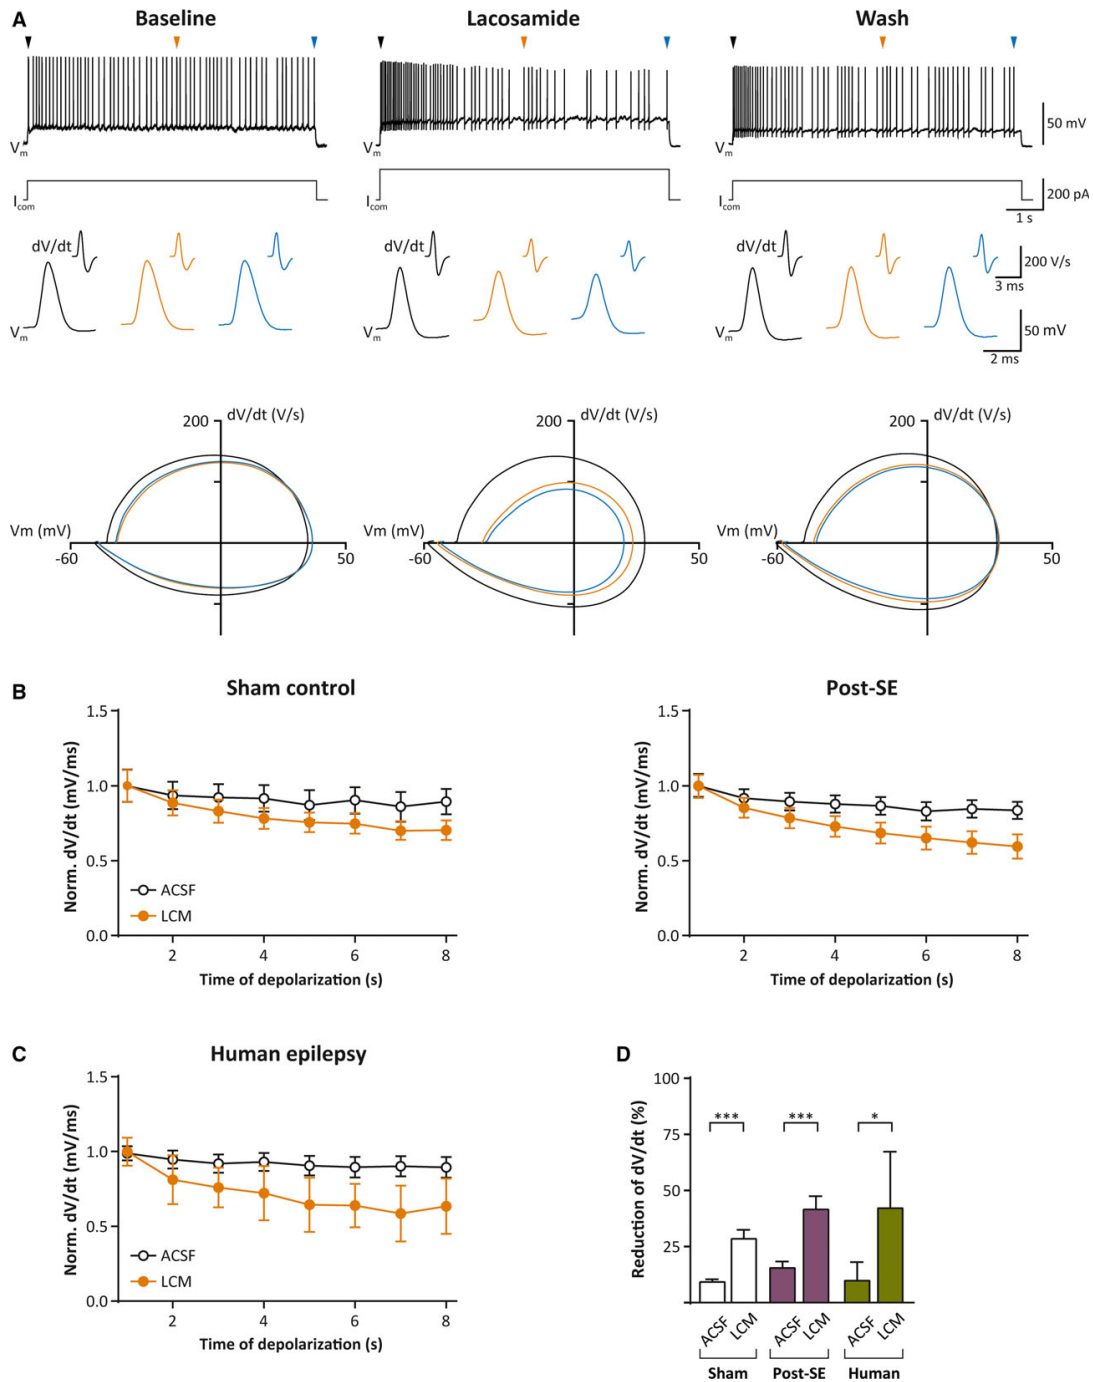 A
Baseline
Lacosamide
Wash
Vm
Vm
Vm
50 mV
Icom
Icom
Icom
200 pA
1 s
dV/dt
dV/dt
dV/dt
200 V/s
3 ms
Vm
Vm
Vm
50 mV
2 ms
200 dV/dt (V/s)
200 dV/dt (V/s)
200 dV/dt (V/s)
Vm (mV)
Vm (mV)
Vm (mV)
-60 50
-60 50
-60 50
B
Sham control
Post-SE
1.5
1.0
0.5
0.0
Norm. dV/dt (mV/ms)
ACSF
LCM
2 4 6 8
Time of depolarization (s)
1.5
1.0
0.5
0.0
Norm. dV/dt (mV/ms)
2 4 6 8
Time of depolarization (s)
C
Human epilepsy
1.5
1.0
0.5
0.0
Norm. dV/dt (mV/ms)
ACSF
LCM
2 4 6 8
Time of depolarization (s)
D
100
75
50
25
Reduction of dV/dt (%)
*** *** *
ACSF LCM ACSF LCM ACSF LCM
Sham Post-SE Human